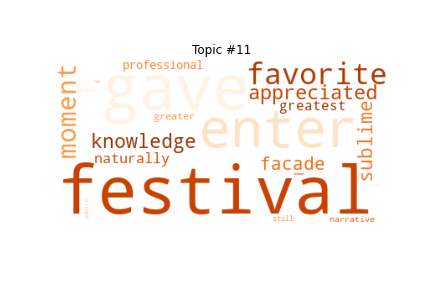 Topic #11
professional
gave
favorite
moment
appreciated
greatest
greater
enter
sublime
knowledge
naturally
facade
festival
still
narrative